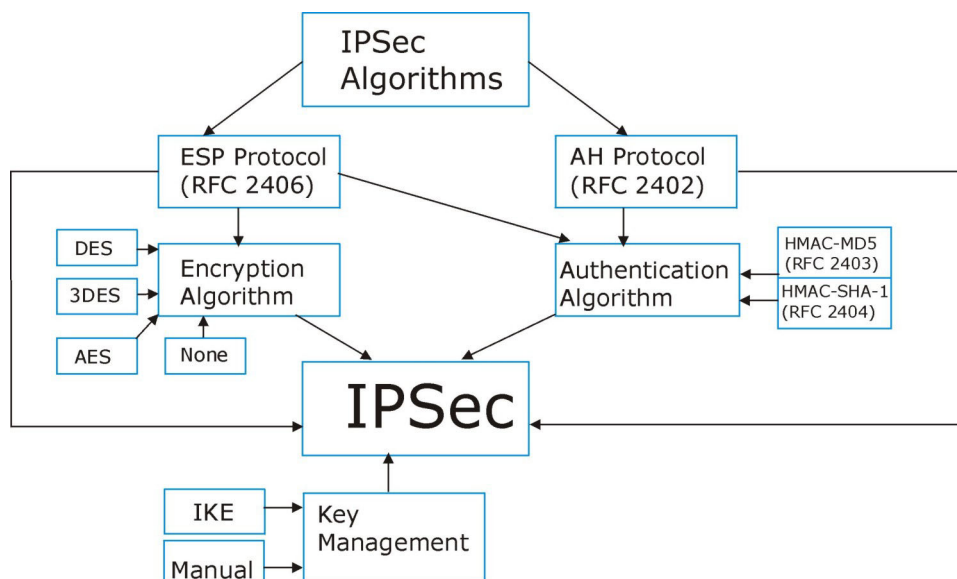 IPSec
Algorithms
ESP Protocol
(RFC 2406)
AH Protocol
(RFC 2402)
DES
3DES
AES
None
Encryption
Algorithm
Authentication
Algorithm
HMAC-MD5
(RFC 2403)
HMAC-SHA-1
(RFC 2404)
IPSec
IKE
Manual
Key
Management